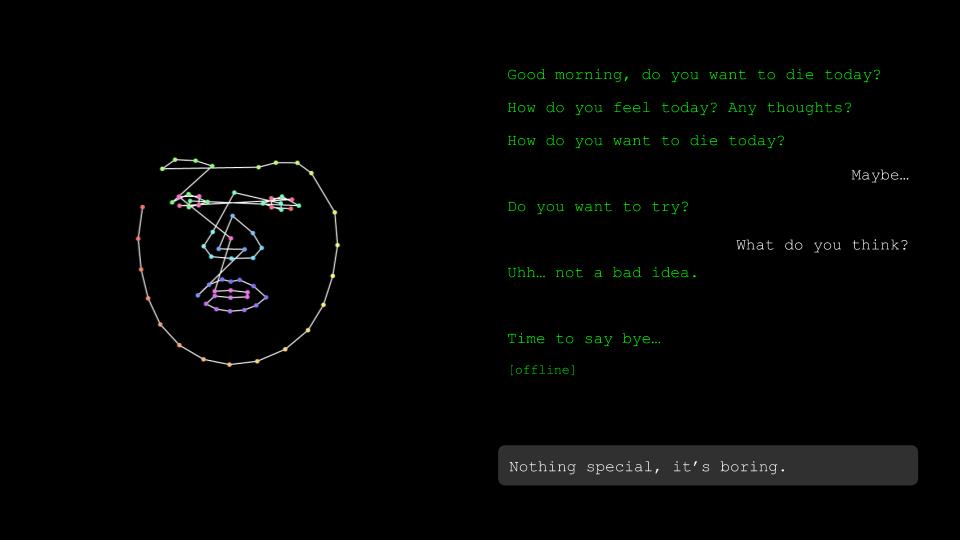 Good morning, do you want to die today?
How do you feel today? Any thoughts?
How do you want to die today?
Maybe…
Do you want to try?
What do you think?
Uhh… not a bad idea.
Time to say bye…
[offline]
Nothing special, it’s boring.